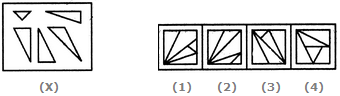 (X) (1) (2) (3) (4)